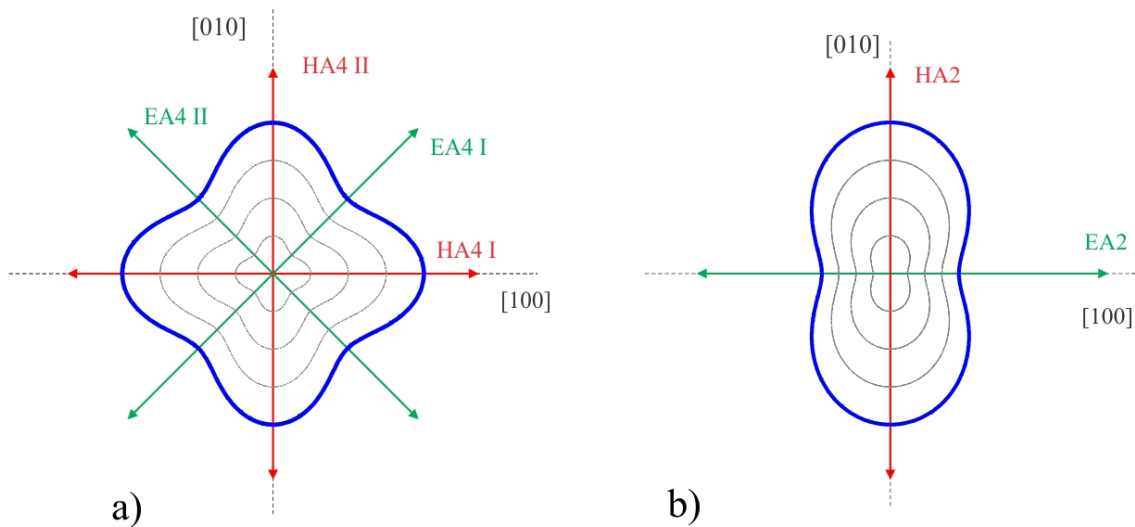 [010]
HA4 II
EA4 II
EA4 I
HA4 I
[100]
a)
[010]
HA2
EA2
[100]
b)